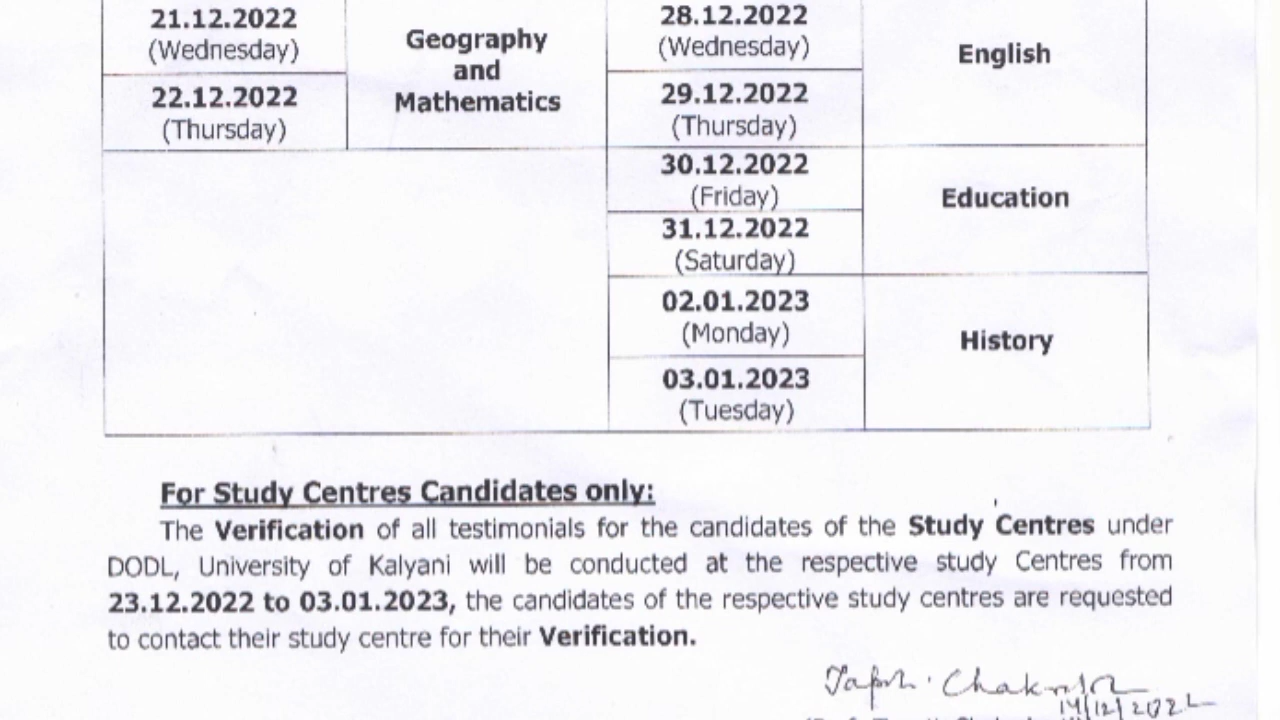 21.12.2022
(Wednesday)
22.12.2022
(Thursday)
Geography
and
Mathematics
28.12.2022
(Wednesday)
29.12.2022
(Thursday)
English
30.12.2022
(Friday)
31.12.2022
(Saturday)
Education
02.01.2023
(Monday)
03.01.2023
(Tuesday)
History
For Study Centres Candidates only:
The Verification of all testimonials for the candidates of the Study Centres under
DODL, University of Kalyani will be conducted at the respective study Centres from
23.12.2022 to 03.01.2023, the candidates of the respective study centres are requested
to contact their study centre for their Verification.
14/12/2022